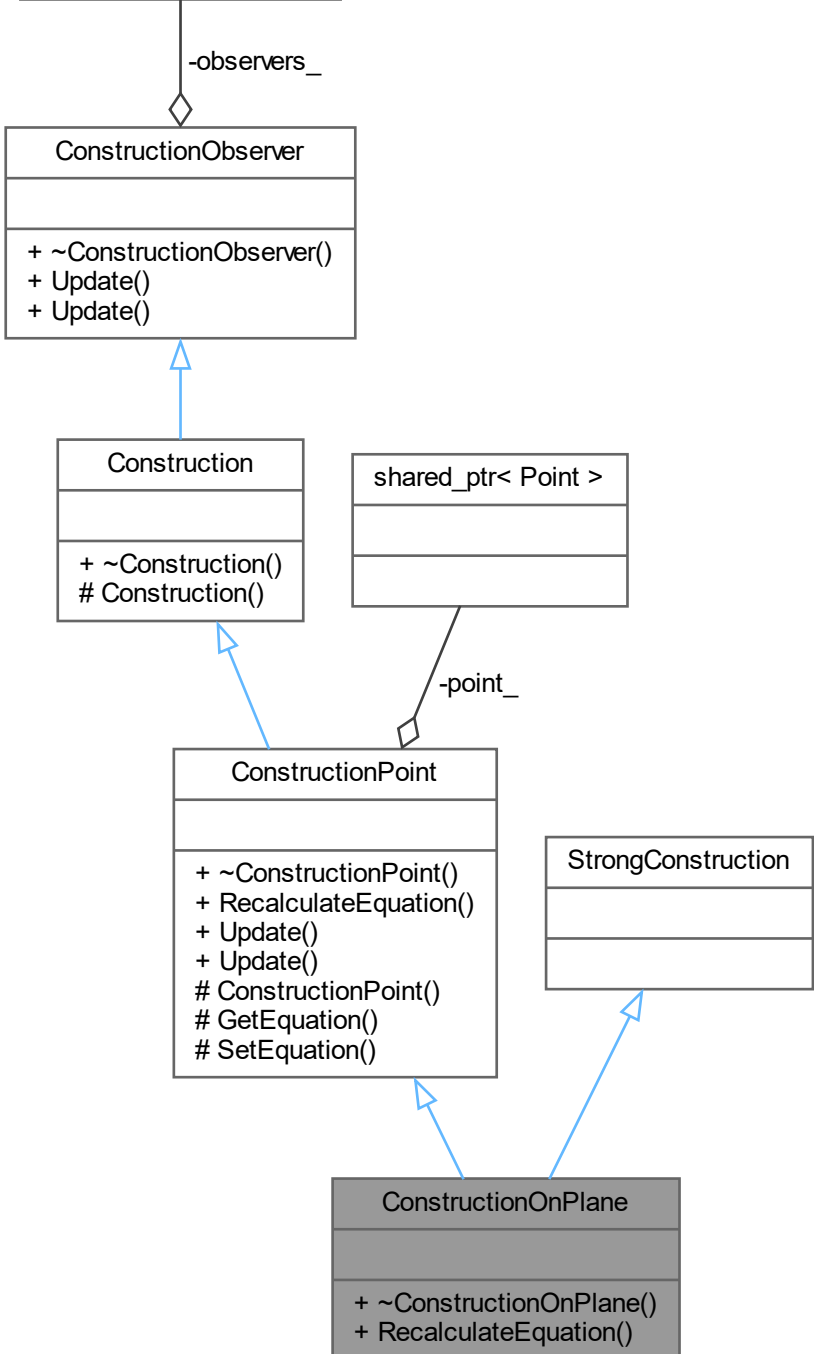 -observers_
ConstructionObserver
+ ~ConstructionObserver()
+ Update()
+ Update()
Construction
+ ~Construction()
# Construction()
shared_ptr< Point >
-point_
ConstructionPoint
+ ~ConstructionPoint()
+ RecalculateEquation()
+ Update()
+ Update()
# ConstructionPoint()
# GetEquation()
# SetEquation()
StrongConstruction
ConstructionOnPlane
+ ~ConstructionOnPlane()
+ RecalculateEquation()